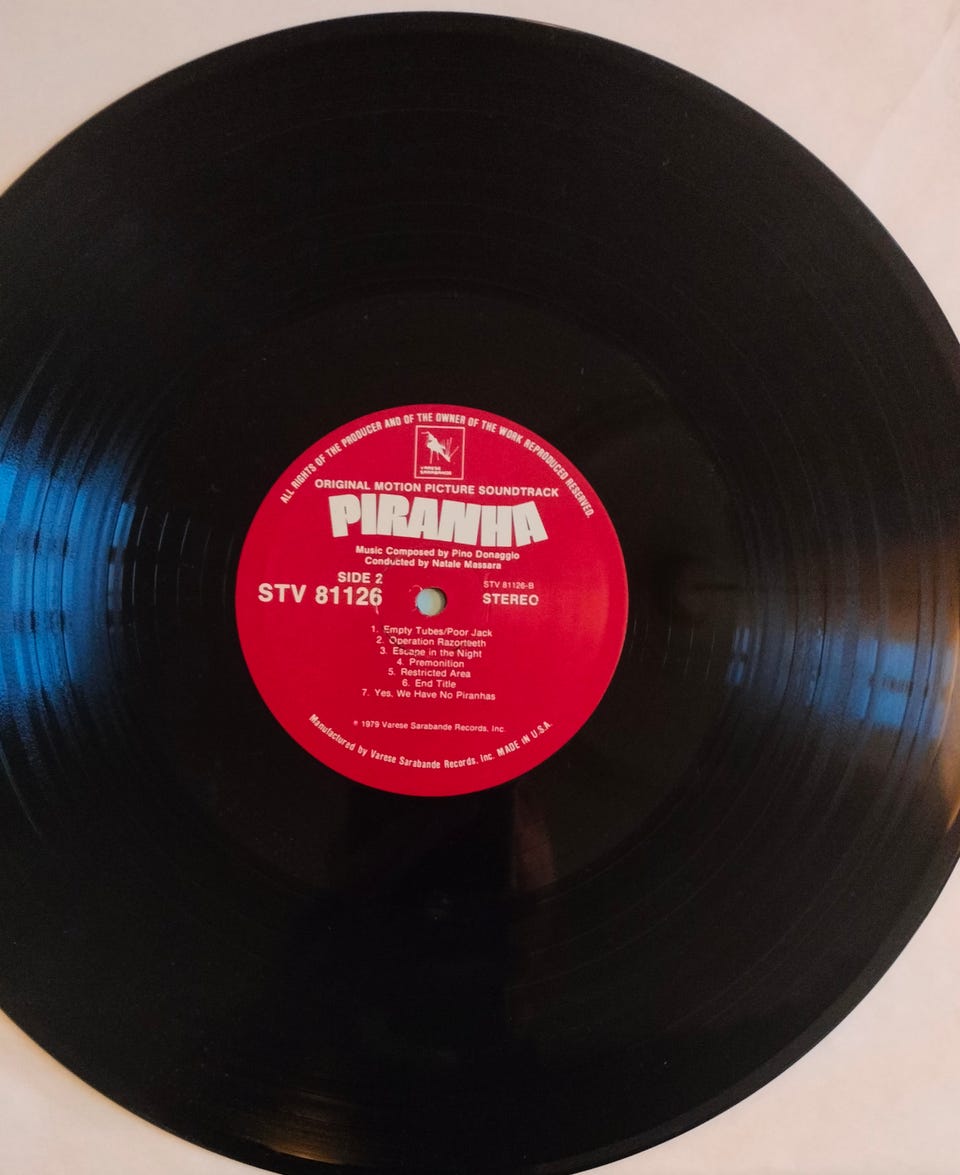 ALL RIGHTS OF THE PRODUCER AND OF THE OWNER OF THE WORK REPRODUCED RESERVED.
VARESE
SARABANDE
ORIGINAL MOTION PICTURE SOUNDTRACK
PIRANHA
Music Composed by Pino Donaggio
Conducted by Natale Massara
SIDE 2
STV 81126
STV 81126-B
STEREO
1. Empty Tubes/Poor Jack
2. Operation Razorteeth
3. Escape in the Night
4. Premonition
5. Restricted Area
6. End Title
7. Yes, We Have No Piranhas
℗ 1979 Varese Sarabande Records, Inc.
Manufactured by Varese Sarabande Records, Inc. MADE IN U.S.A.